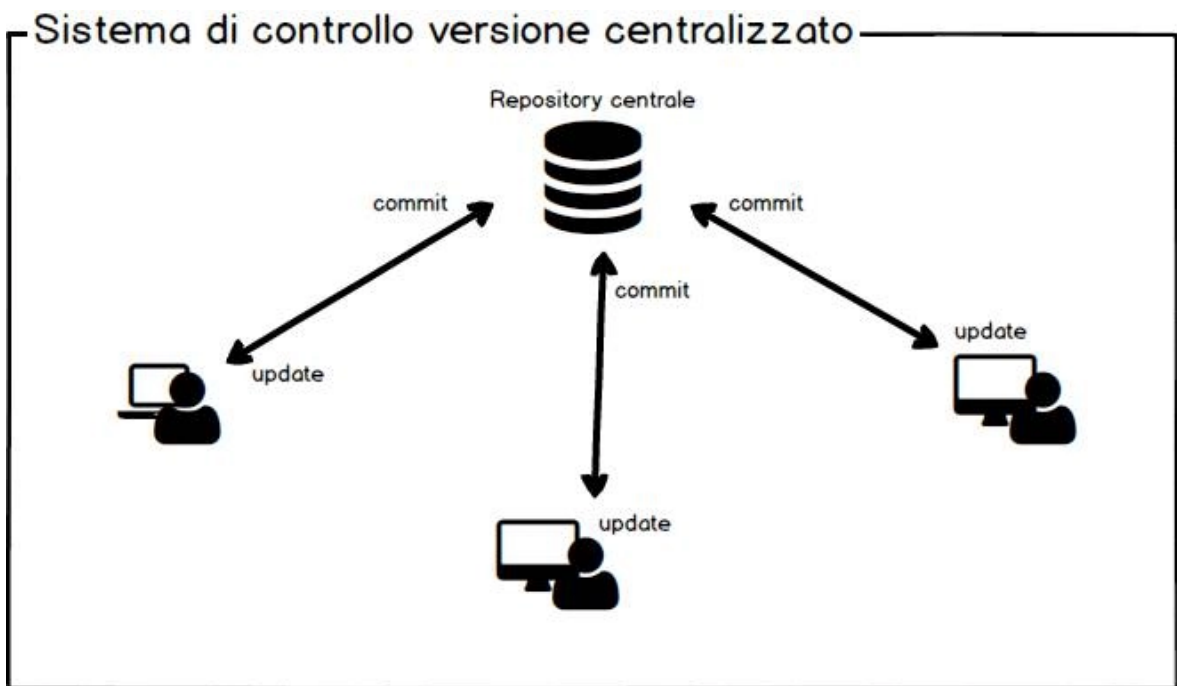 Sistema di controllo versione centralizzato
Repository centrale
commit
commit
commit
update
update
update